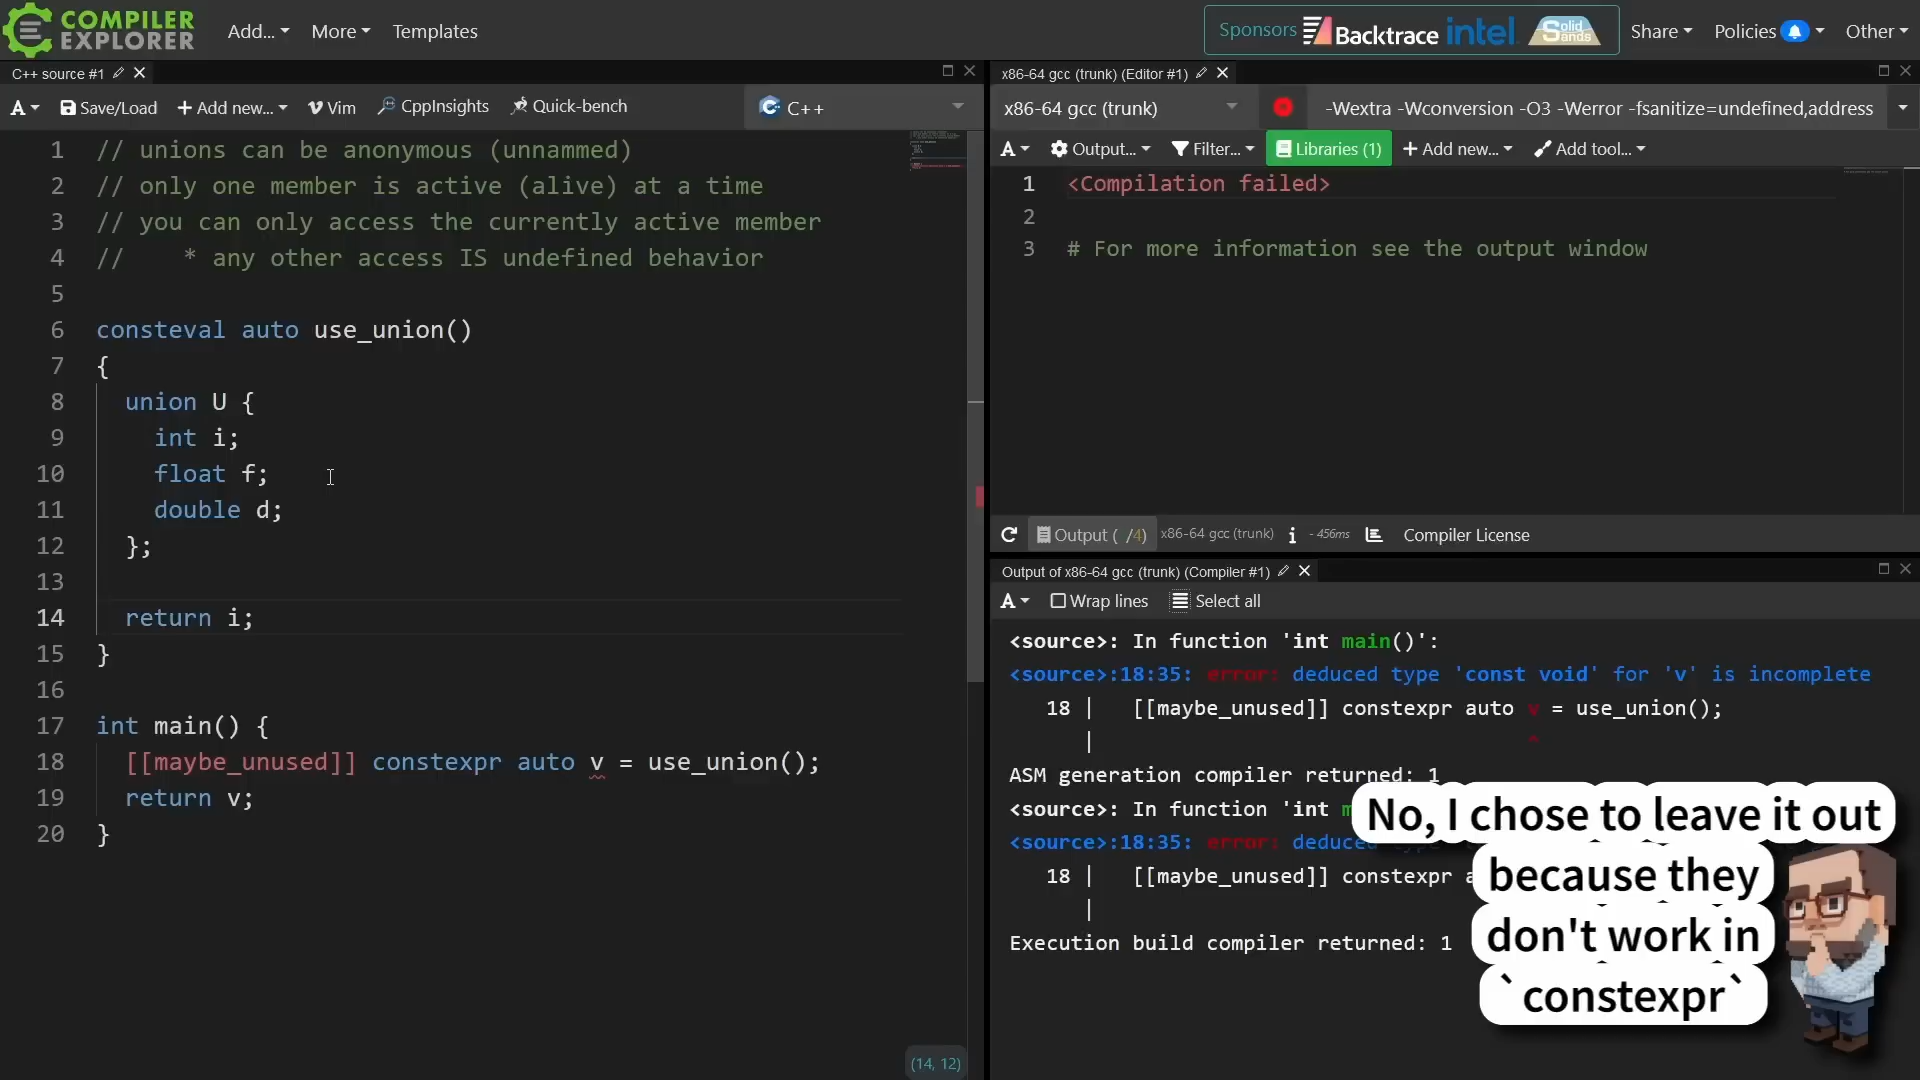 COMPILER
EXPLORER
Add...
More
Templates
Sponsors
Backtrace
intel
Solid Sands
Share
Policies
Other
C++ source #1
A
Save/Load
+ Add new...
Vim
CppInsights
Quick-bench
C++
1 // unions can be anonymous (unnammed)
2 // only one member is active (alive) at a time
3 // you can only access the currently active member
4 //    * any other access IS undefined behavior
5
6 consteval auto use_union()
7 {
8   union U {
9     int i;
10     float f;
11     double d;
12   };
13
14   return i;
15 }
16
17 int main() {
18   [[maybe_unused]] constexpr auto v = use_union();
19   return v;
20 }
(14, 12)
x86-64 gcc (trunk) (Editor #1)
x86-64 gcc (trunk)
-Wextra -Wconversion -O3 -Werror -fsanitize=undefined,address
A
Output...
Filter...
Libraries (1)
+ Add new...
Add tool...
1 <Compilation failed>
2
3 # For more information see the output window
Output ( /4)
x86-64 gcc (trunk)
i
- 456ms
Compiler License
Output of x86-64 gcc (trunk) (Compiler #1)
A
Wrap lines
Select all
<source>: In function 'int main()':
<source>:18:35: error: deduced type 'const void' for 'v' is incomplete
18 |   [[maybe_unused]] constexpr auto v = use_union();
|                                   ^
ASM generation compiler returned: 1
<source>: In function 'int m
<source>:18:35: error: deduce
18 |   [[maybe_unused]] constexpr a
|
Execution build compiler returned: 1
No, I chose to leave it out
because they
don't work in
`constexpr`